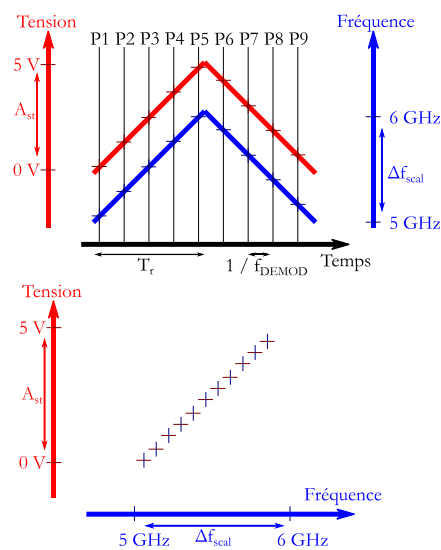 Tension
Fréquence
P1 P2 P3 P4 P5 P6 P7 P8 P9
5 V
A_st
0 V
6 GHz
Δf_scal
5 GHz
Temps
T_r
1 / f_DEMOD
Tension
5 V
A_st
0 V
Fréquence
5 GHz
Δf_scal
6 GHz